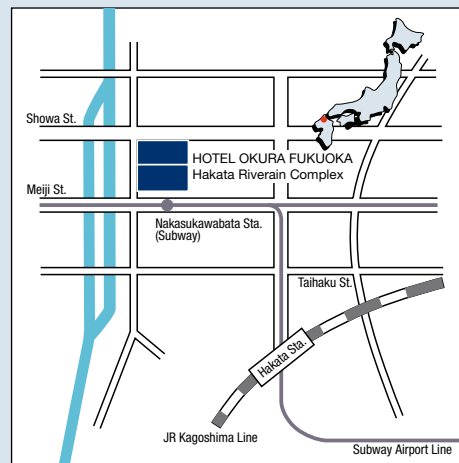 Showa St.
HOTEL OKURA FUKUOKA
Hakata Riverain Complex
Meiji St.
Nakasukawabata Sta.
(Subway)
Taihaku St.
Hakata Sta.
JR Kagoshima Line
Subway Airport Line